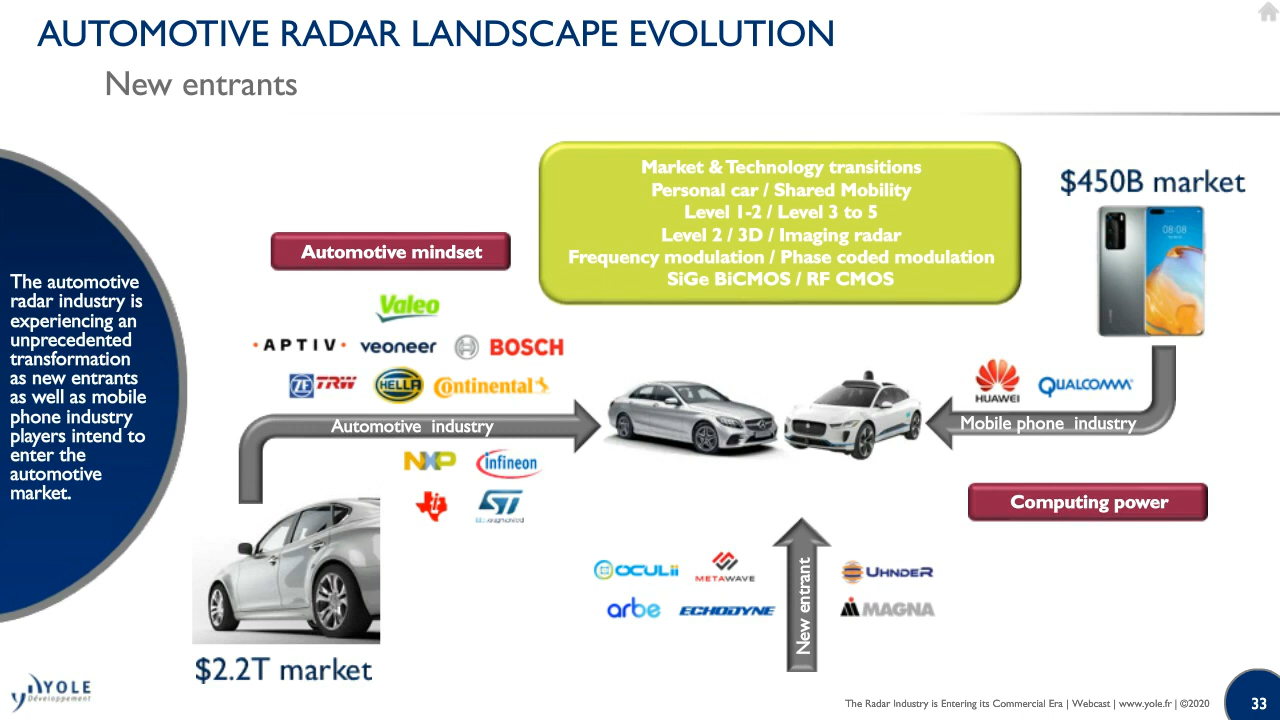 AUTOMOTIVE RADAR LANDSCAPE EVOLUTION
New entrants
Market & Technology transitions
Personal car / Shared Mobility
Level 1-2 / Level 3 to 5
Level 2 / 3D / Imaging radar
Frequency modulation / Phase coded modulation
SiGe BiCMOS / RF CMOS
$450B market
08:08
Automotive mindset
The automotive
radar industry is
experiencing an
unprecedented
transformation
as new entrants
as well as mobile
phone industry
players intend to
enter the
automotive
market.
Valeo
• A P T I V •
veoneer
BOSCH
ZF TRW
HELLA
Continental
HUAWEI
QUALCOMM
Automotive industry
Mobile phone industry
NXP
infineon
ti
ST
Computing power
OCULii
METAWAVE
UHNDER
arbe
ECHODYNE
MAGNA
New entrant
$2.2T market
YOLE
Développement
The Radar Industry is Entering its Commercial Era | Webcast | www.yole.fr | ©2020
33